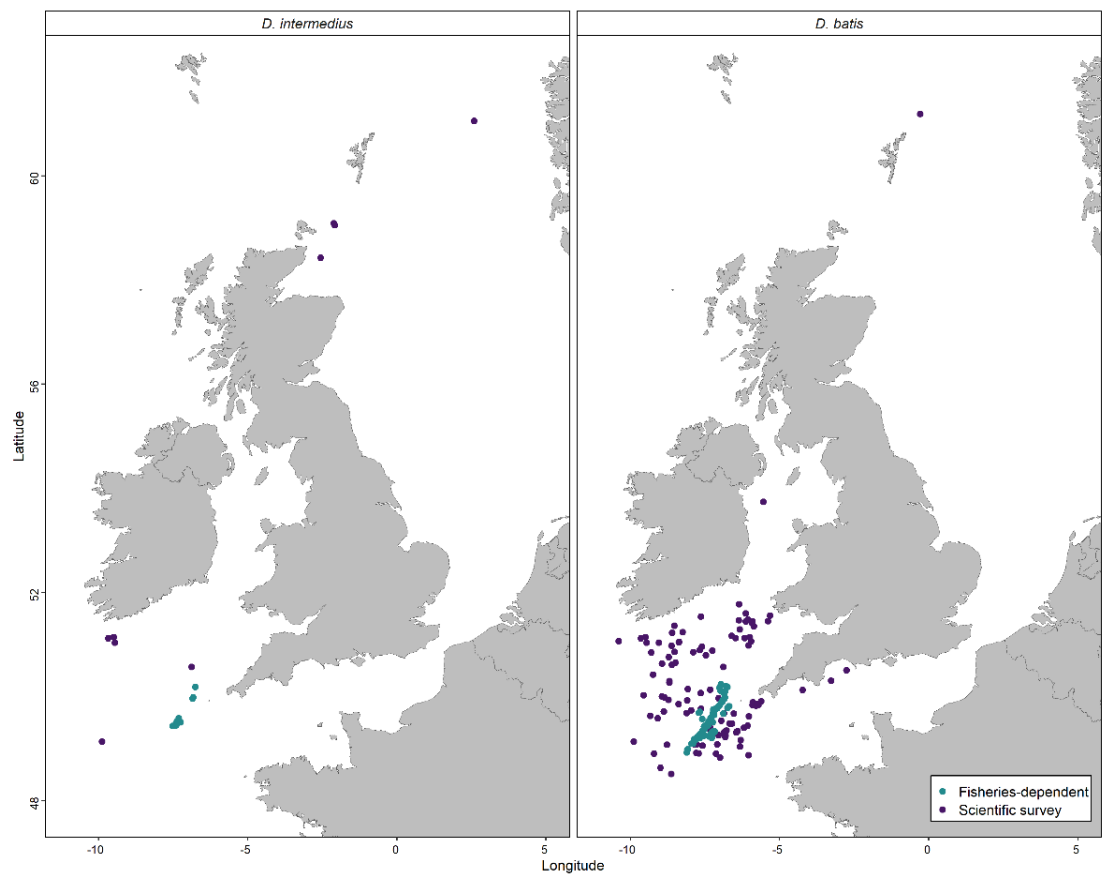 D. intermedius
D. batis
60
56
52
48
Latitude
-10
-5
0
5
-10
-5
0
5
Longitude
Fisheries-dependent
Scientific survey